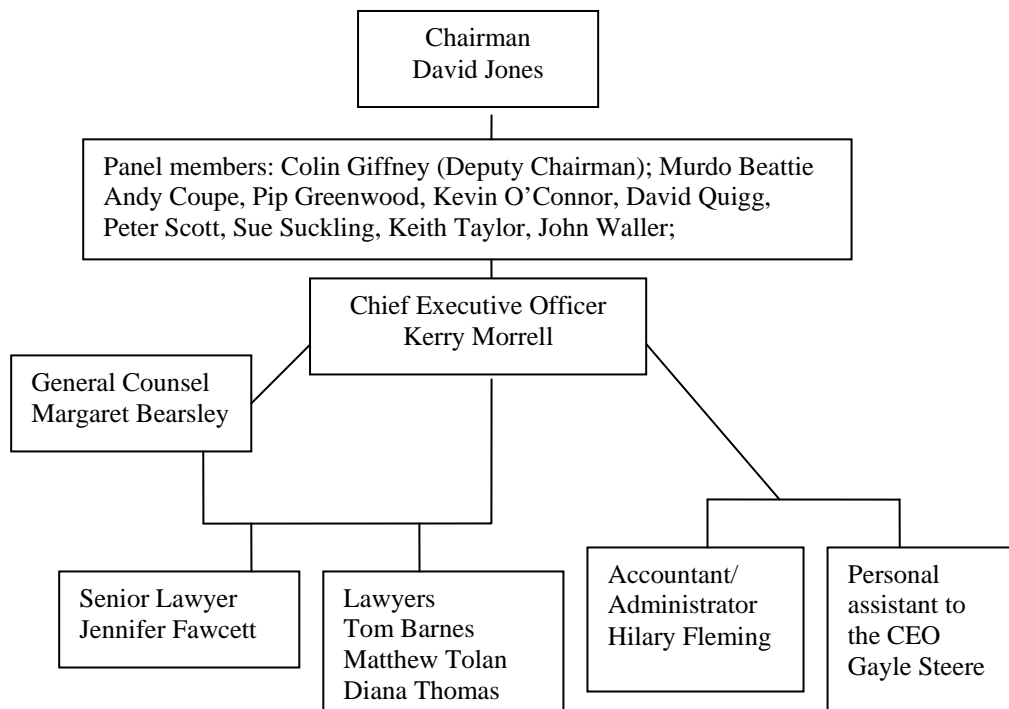 Chairman
David Jones
Panel members: Colin Giffney (Deputy Chairman); Murdo Beattie
Andy Coupe, Pip Greenwood, Kevin O’Connor, David Quigg,
Peter Scott, Sue Suckling, Keith Taylor, John Waller;
Chief Executive Officer
Kerry Morrell
General Counsel
Margaret Bearsley
Senior Lawyer
Jennifer Fawcett
Lawyers
Tom Barnes
Matthew Tolan
Diana Thomas
Accountant/
Administrator
Hilary Fleming
Personal
assistant to
the CEO
Gayle Steere